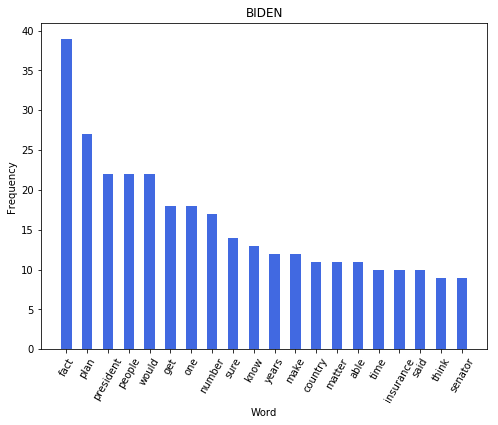 BIDEN
40
35
30
25
20
15
10
5
0
Frequency
fact
plan
president
people
would
get
one
number
sure
know
years
make
country
matter
able
time
insurance
said
think
senator
Word